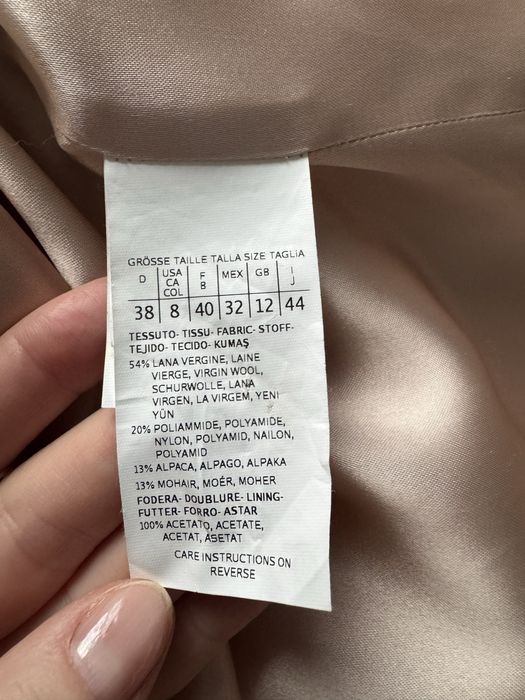 GRÖSSE TAILLE TALLA SIZE TAGLIA
D USA CA COL F B MEX GB I J
38 8 40 32 12 44
TESSUTO- TISSU- FABRIC- STOFF-
TEJIDO- TECIDO- KUMAŞ
54% LANA VERGINE, LAINE
VIERGE, VIRGIN WOOL,
SCHURWOLLE, LANA
VIRGEN, LA VIRGEM, YENI
YÜN
20% POLIAMMIDE, POLYAMIDE,
NYLON, POLYAMID, NAILON,
POLYAMID
13% ALPACA, ALPAGO, ALPAKA
13% MOHAIR, MOÉR, MOHER
FODERA- DOUBLURE- LINING-
FUTTER- FORRO- ASTAR
100% ACETATO, ACETATE,
ACETAT, ASETAT
CARE INSTRUCTIONS ON
REVERSE